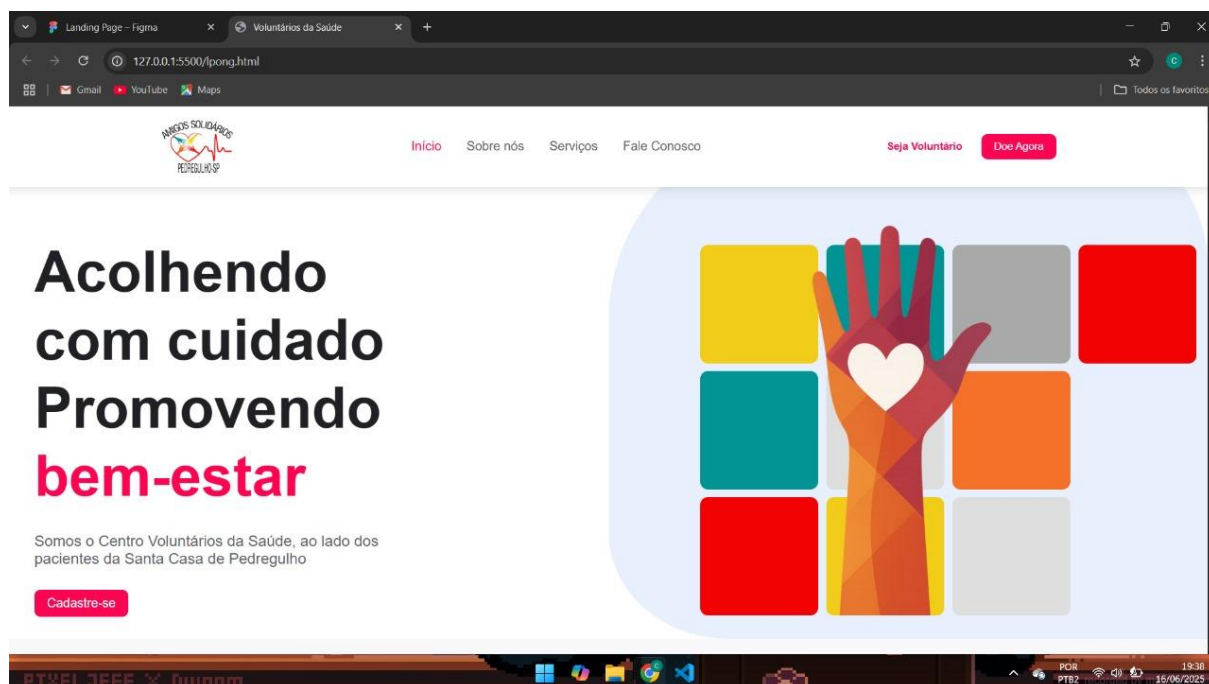 Landing Page – Figma
Voluntários da Saúde
127.0.0.1:5500/lpong.html
Gmail YouTube Maps Todos os favoritos
AMIGOS SOLIDÁRIOS
PEDREGULHO-SP
Início Sobre nós Serviços Fale Conosco Seja Voluntário Doe Agora
Acolhendo
com cuidado
Promovendo
bem-estar
Somos o Centro Voluntários da Saúde, ao lado dos
pacientes da Santa Casa de Pedregulho
Cadastre-se
POR 19:38
PTB2 16/06/2025